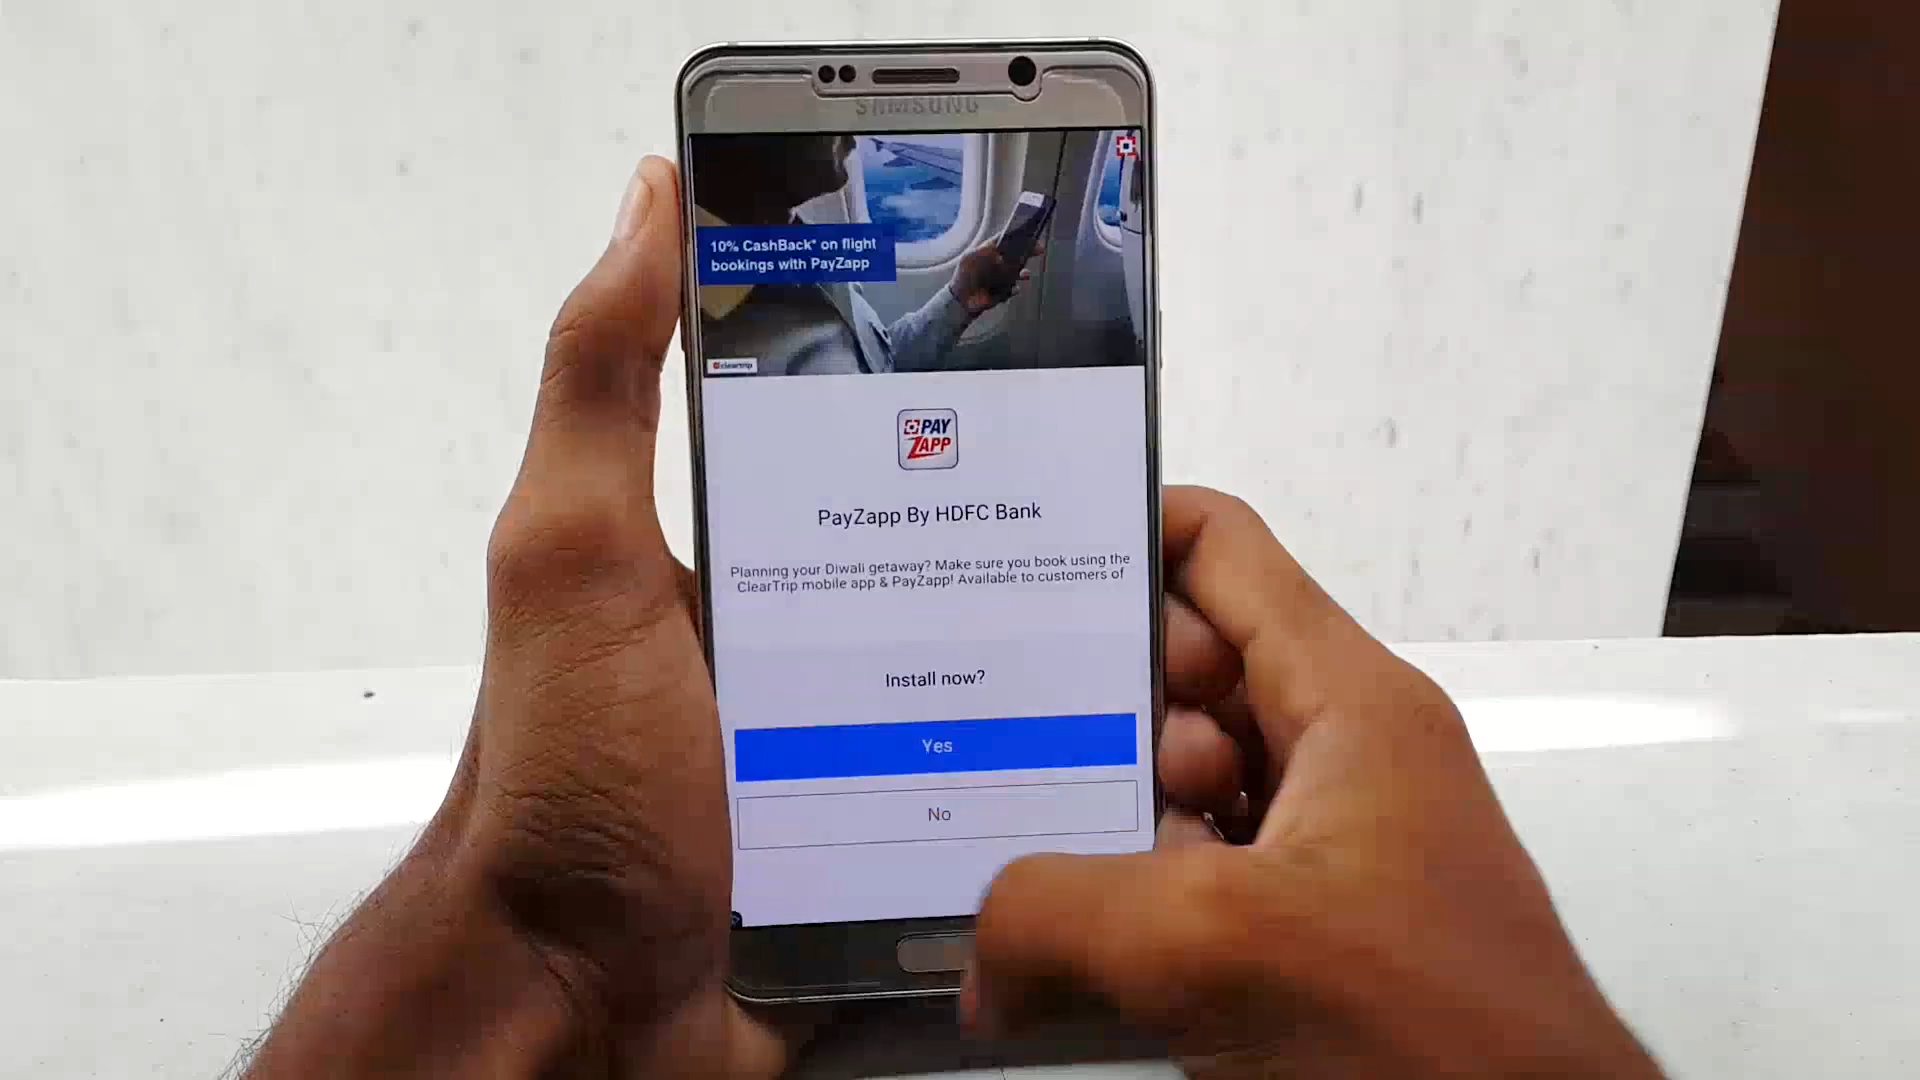 SAMSUNG
10% CashBack* on flight
bookings with PayZapp
cleartrip
PAY
ZAPP
PayZapp By HDFC Bank
Planning your Diwali getaway? Make sure you book using the
ClearTrip mobile app & PayZapp! Available to customers of
Install now?
Yes
No